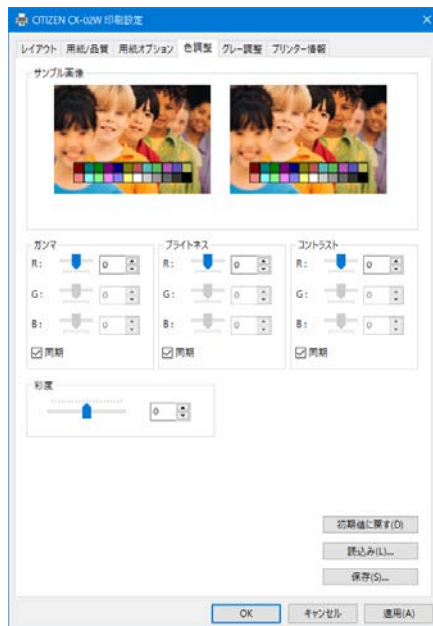 CITIZEN CX-02W 印刷設定
レイアウト 用紙/品質 用紙オプション 色調整 グレー調整 プリンター情報
サンプル画像
ガンマ ブライトネス コントラスト
R: 0 R: 0 R: 0
G: 0 G: 0 G: 0
B: 0 B: 0 B: 0
同期 同期 同期
彩度
0
初期値に戻す(D)
読込み(L)...
保存(S)...
OK キャンセル 適用(A)